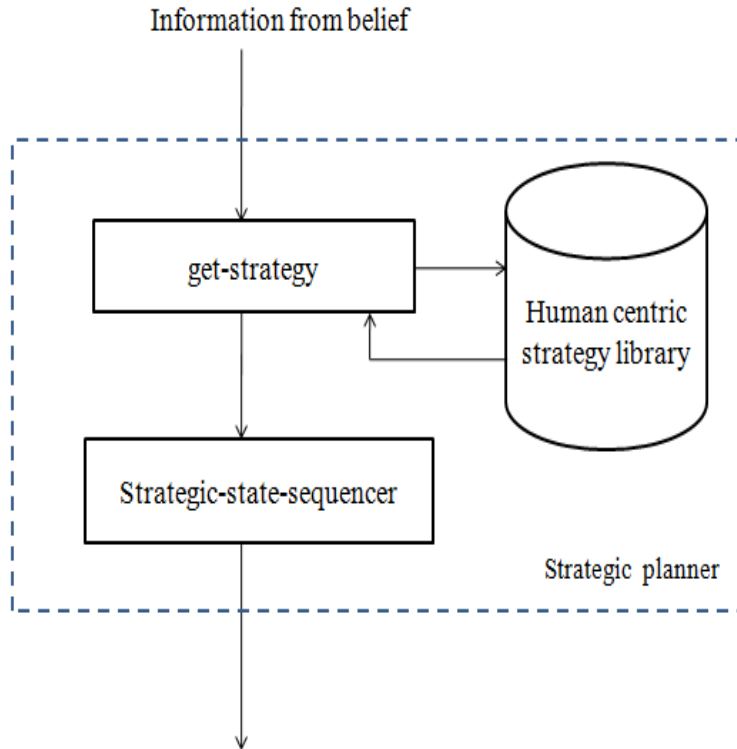 Information from belief
get-strategy
Human centric
strategy library
Strategic-state-sequencer
Strategic planner